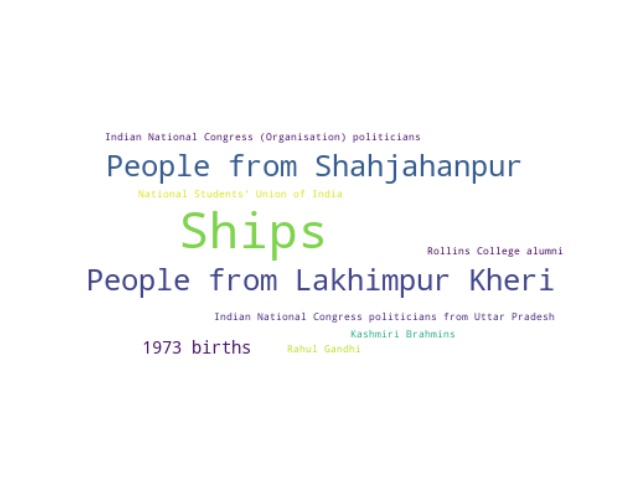 Indian National Congress (Organisation) politicians
People from Shahjahanpur
National Students' Union of India
Ships
Rollins College alumni
People from Lakhimpur Kheri
Indian National Congress politicians from Uttar Pradesh
Kashmiri Brahmins
1973 births
Rahul Gandhi